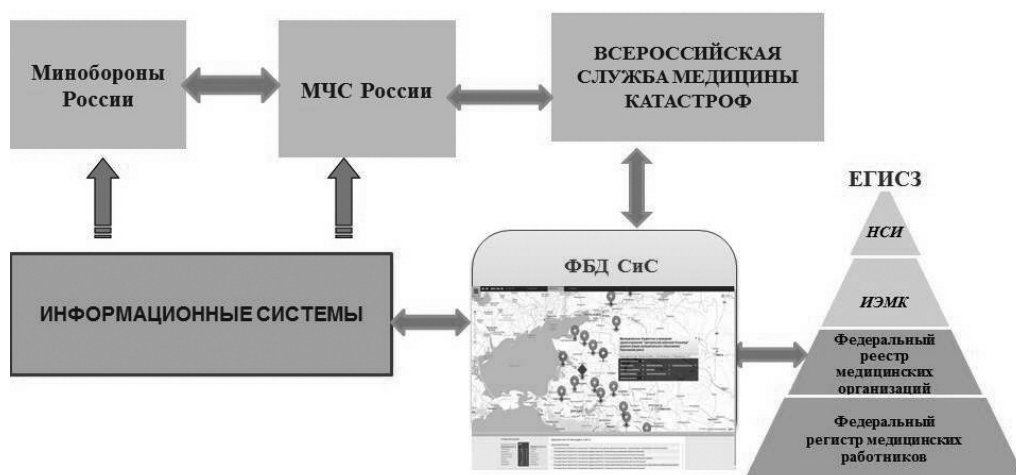 Минобороны
России
МЧС России
ВСЕРОССИЙСКАЯ
СЛУЖБА МЕДИЦИНЫ
КАТАСТРОФ
ИНФОРМАЦИОННЫЕ СИСТЕМЫ
ФБД СиС
ЕГИСЗ
НСИ
ИЭМК
Федеральный
реестр
медицинских
организаций
Федеральный
регистр медицинских
работников